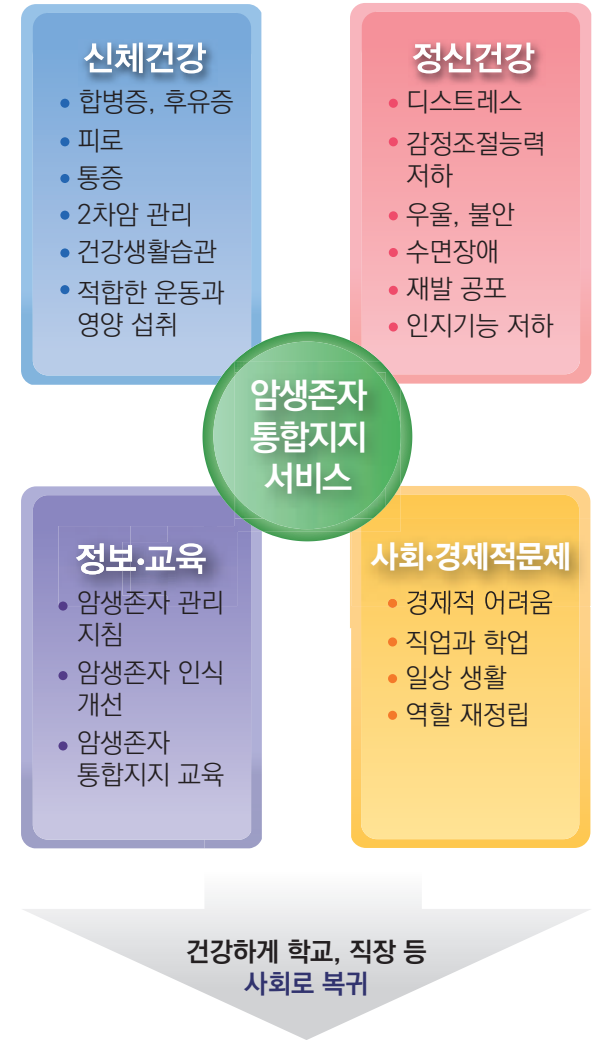 신체건강
• 합병증, 후유증
• 피로
• 통증
• 2차암 관리
• 건강생활습관
• 적합한 운동과
영양 섭취
정신건강
• 디스트레스
• 감정조절능력
저하
• 우울, 불안
• 수면장애
• 재발 공포
• 인지기능 저하
암생존자
통합지지
서비스
정보·교육
• 암생존자 관리
지침
• 암생존자 인식
개선
• 암생존자
통합지지 교육
사회·경제적문제
• 경제적 어려움
• 직업과 학업
• 일상 생활
• 역할 재정립
건강하게 학교, 직장 등
사회로 복귀